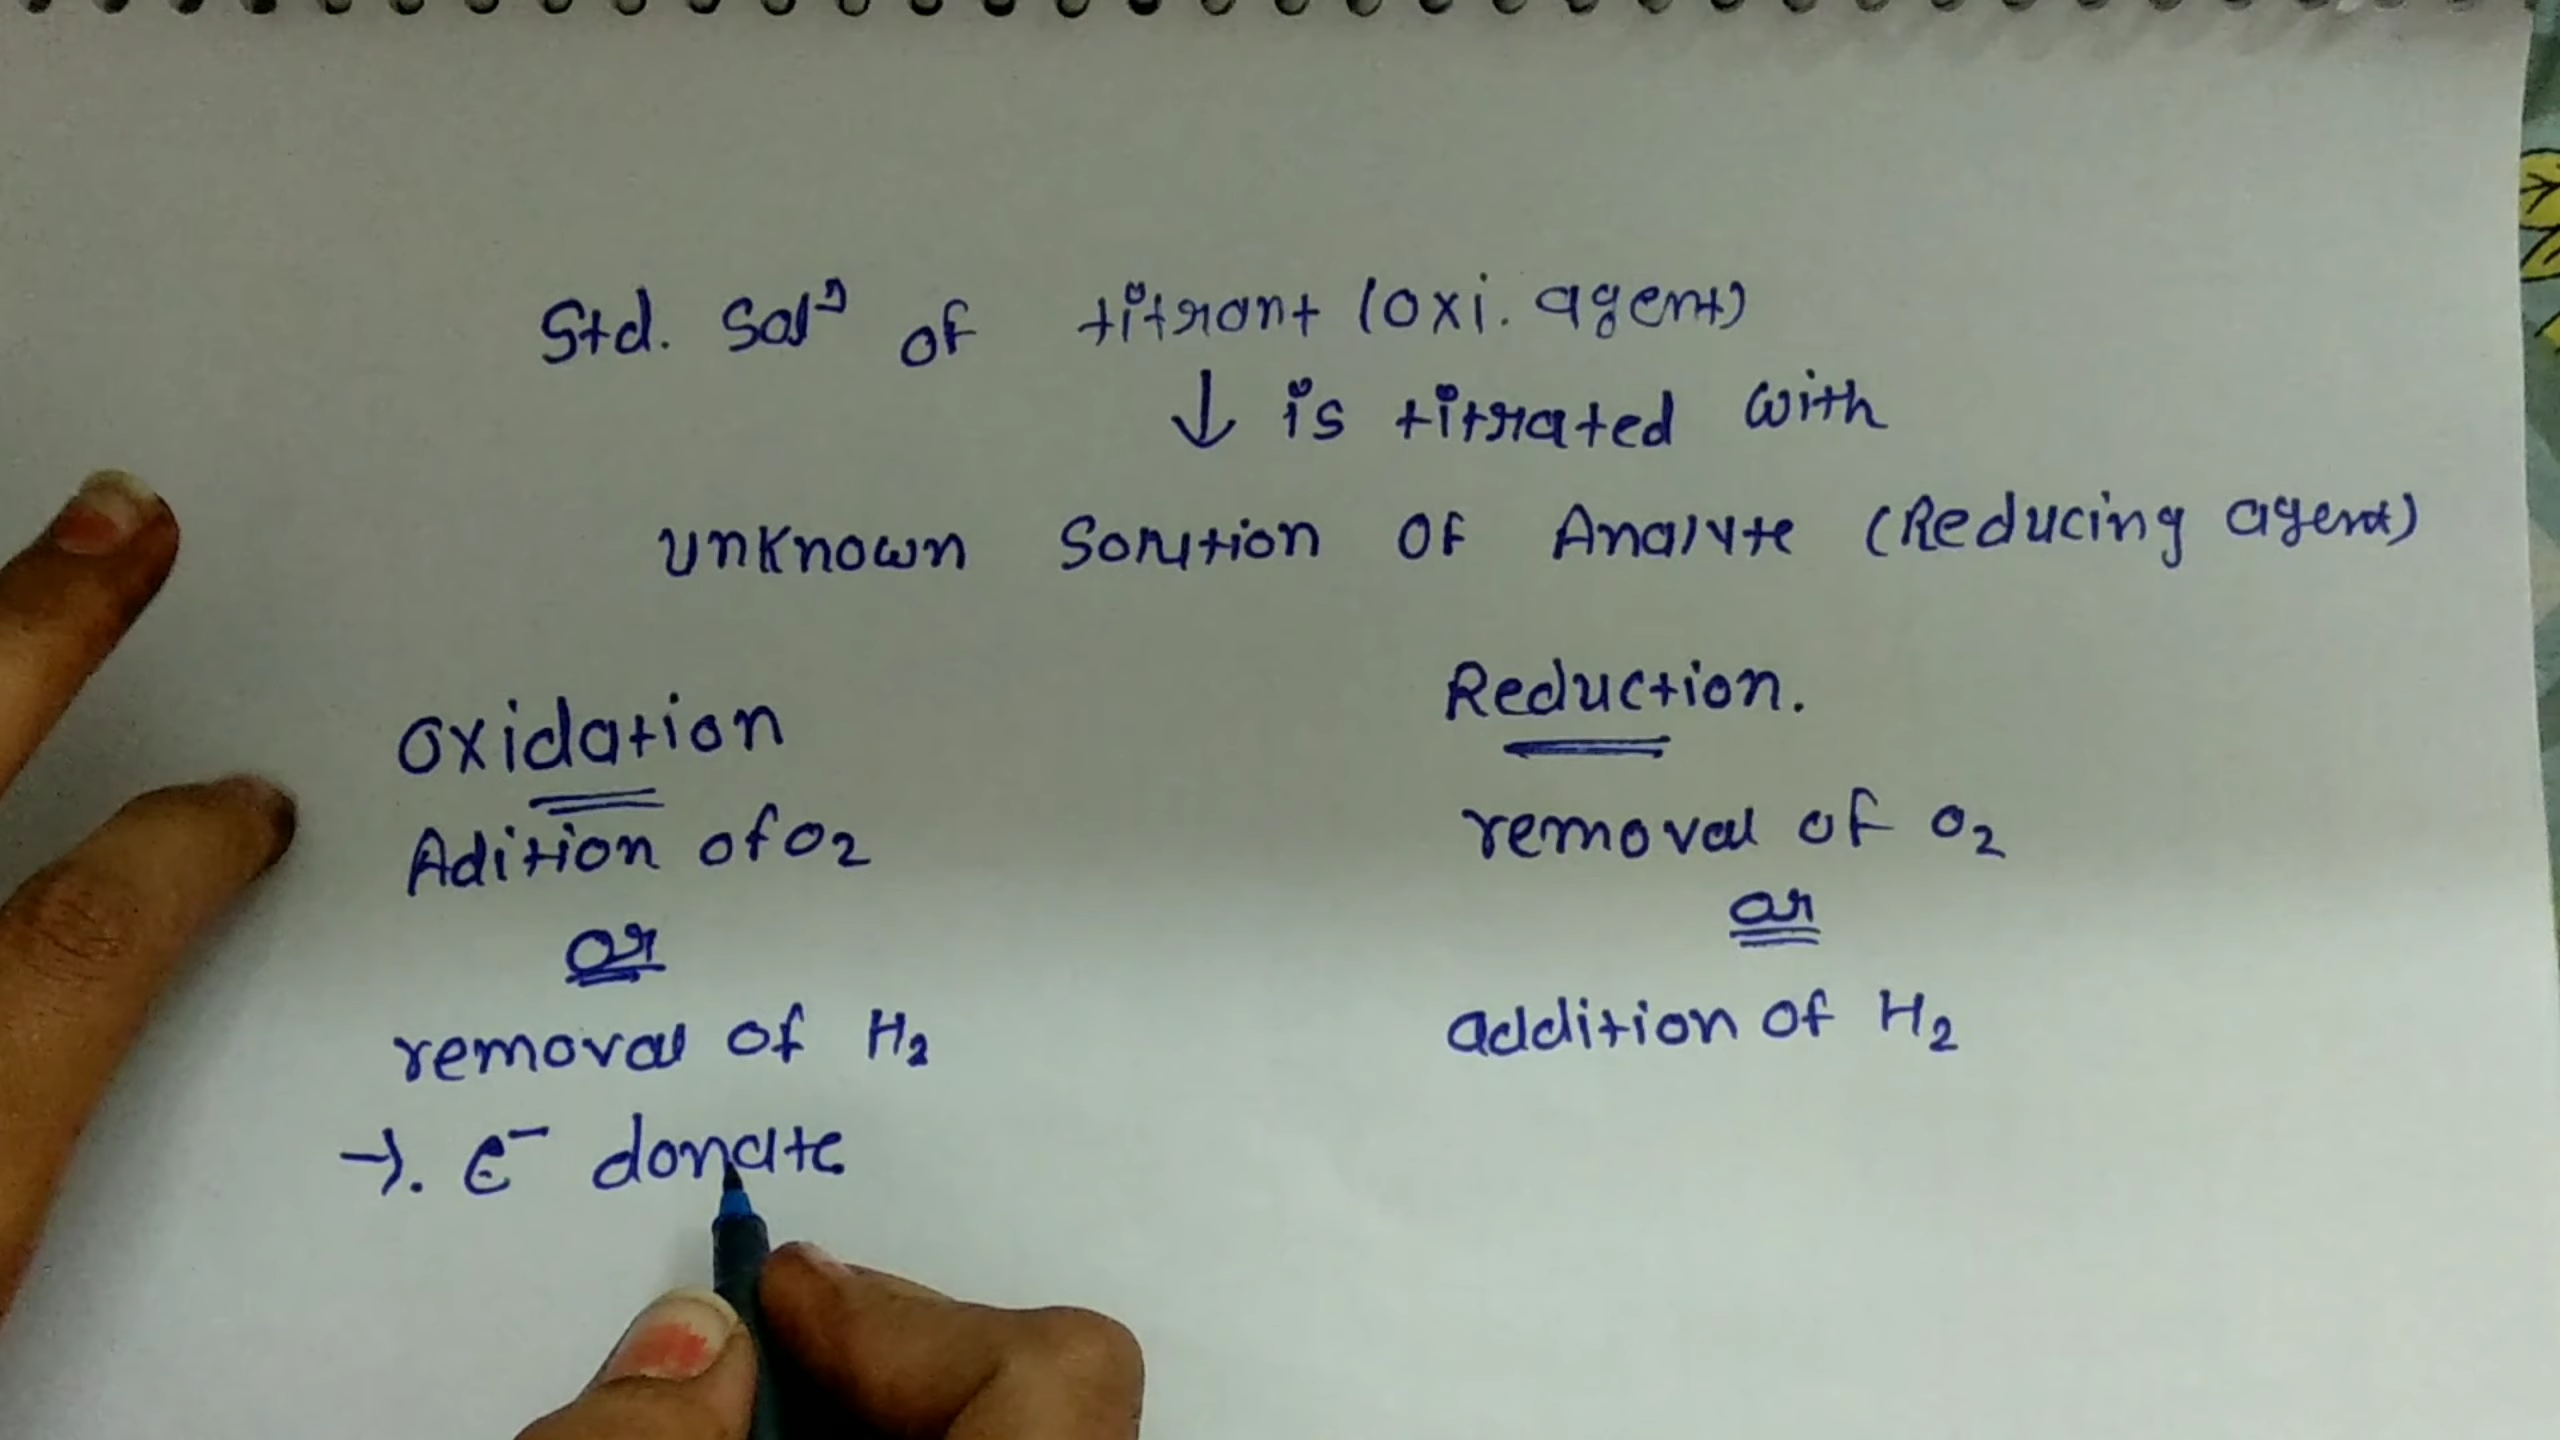 Std. Sol⁠ⁿ of titrant (oxi. agent)
↓ is titrated with
unknown Solution of Analyte (Reducing agent)
Oxidation
Adition of O₂
or
removal of H₂
→. e⁻ donate
Reduction.
removal of O₂
or
addition of H₂